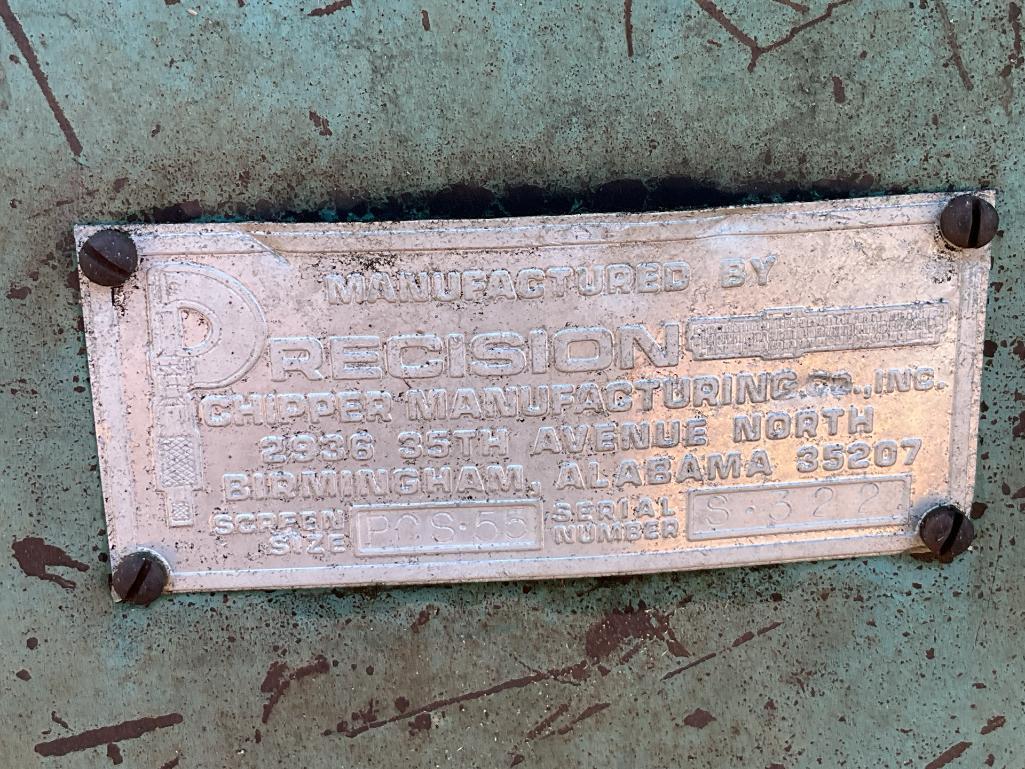 MANUFACTURED BY
PRECISION
CHIPPER MANUFACTURING.CO., INC.
2936 35TH AVENUE NORTH
BIRMINGHAM, ALABAMA 35207
SCREEN SIZE PCS-55 SERIAL NUMBER S-322